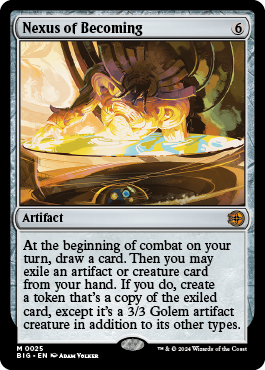 Nexus of Becoming 6
Artifact
At the beginning of combat on your
turn, draw a card. Then you may
exile an artifact or creature card
from your hand. If you do, create
a token that's a copy of the exiled
card, except it's a 3/3 Golem artifact
creature in addition to its other types.
M 0025
BIG • EN Adam Volker ™ & © 2024 Wizards of the Coast